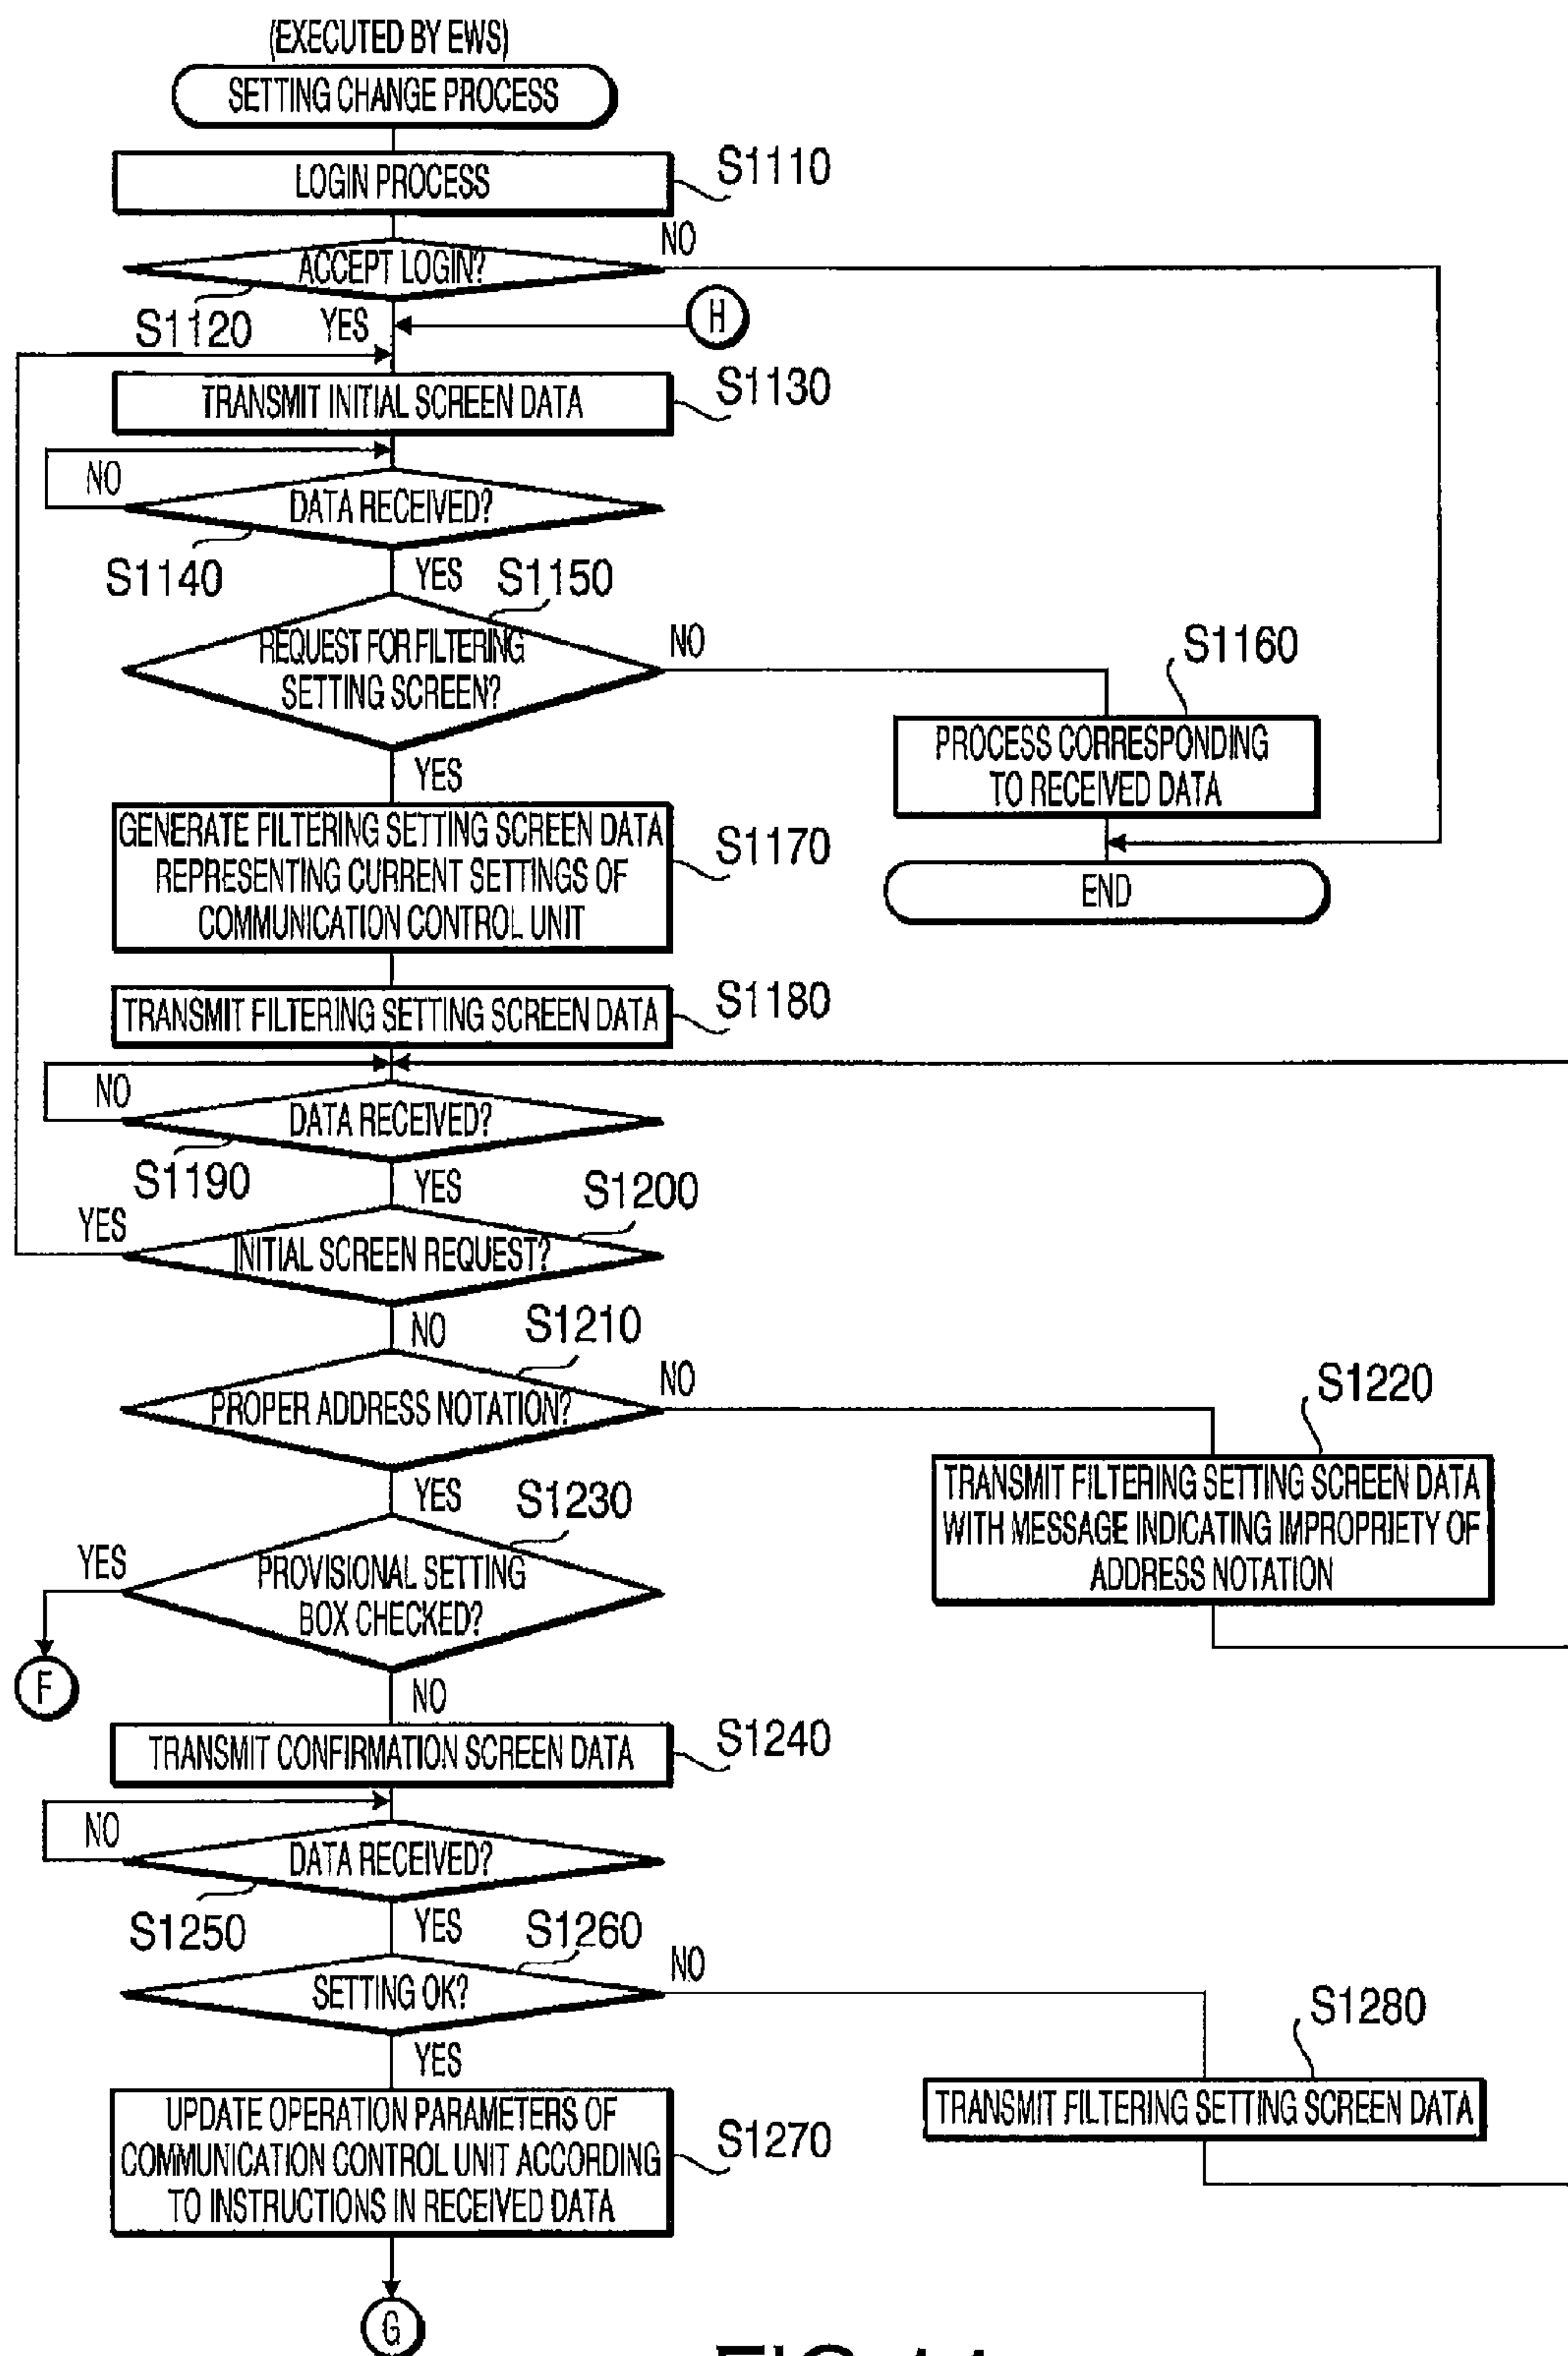 (EXECUTED BY EWS)
SETTING CHANGE PROCESS
LOGIN PROCESS
S1110
ACCEPT LOGIN?
NO
S1120
YES
H
TRANSMIT INITIAL SCREEN DATA
S1130
NO
DATA RECEIVED?
S1140
YES
S1150
REQUEST FOR FILTERING
SETTING SCREEN?
NO
S1160
PROCESS CORRESPONDING
TO RECEIVED DATA
YES
GENERATE FILTERING SETTING SCREEN DATA
REPRESENTING CURRENT SETTINGS OF
COMMUNICATION CONTROL UNIT
S1170
END
TRANSMIT FILTERING SETTING SCREEN DATA
S1180
NO
DATA RECEIVED?
S1190
YES
S1200
YES
INITIAL SCREEN REQUEST?
NO
S1210
PROPER ADDRESS NOTATION?
NO
S1220
TRANSMIT FILTERING SETTING SCREEN DATA
WITH MESSAGE INDICATING IMPROPRIETY OF
ADDRESS NOTATION
YES
S1230
YES
PROVISIONAL SETTING
BOX CHECKED?
F
NO
TRANSMIT CONFIRMATION SCREEN DATA
S1240
NO
DATA RECEIVED?
S1250
YES
S1260
SETTING OK?
NO
S1280
TRANSMIT FILTERING SETTING SCREEN DATA
YES
UPDATE OPERATION PARAMETERS OF
COMMUNICATION CONTROL UNIT ACCORDING
TO INSTRUCTIONS IN RECEIVED DATA
S1270
G